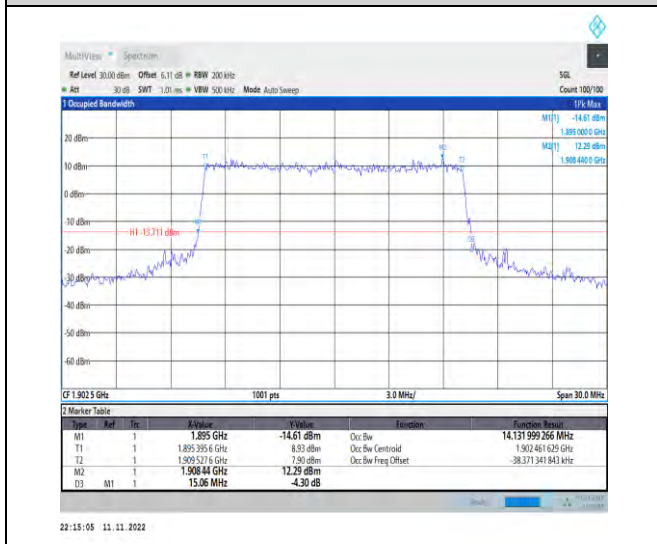 MultiView Spectrum
Ref Level 30.00 dBm Offset 6.11 dB RBW 200 kHz SGL
Att 30 dB SWT 1.01 ms VBW 500 kHz Mode Auto Sweep Count 100/100
1 Occupied Bandwidth 1Pk Max
M1[1] -14.61 dBm
1.895 000 0 GHz
M2[1] 12.29 dBm
1.908 440 0 GHz
20 dBm
T1 M2 T2
10 dBm
0 dBm
-10 dBm
H1 -13.711 dBm
-20 dBm
-30 dBm
-40 dBm
-50 dBm
-60 dBm
CF 1.902 5 GHz 1001 pts 3.0 MHz/ Span 30.0 MHz
2 Marker Table
Type Ref Trc X-Value Y-Value Function Function Result
M1 1 1.895 GHz -14.61 dBm Occ Bw 14.131 999 266 MHz
T1 1 1.895 395 6 GHz 8.93 dBm Occ Bw Centroid 1.902 461 629 GHz
T2 1 1.909 527 6 GHz 7.90 dBm Occ Bw Freq Offset -38.371 341 843 kHz
M2 1 1.908 44 GHz 12.29 dBm
D3 M1 1 15.06 MHz -4.30 dB
22:15:05 11.11.2022